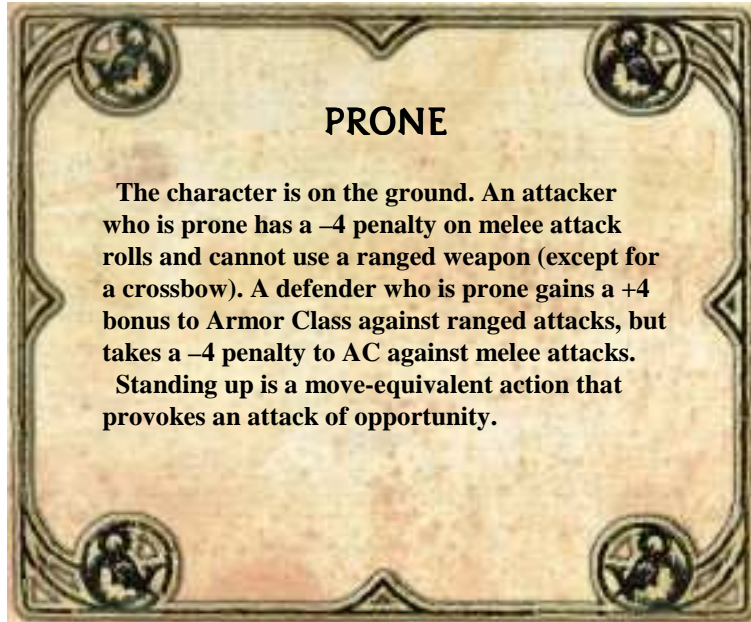 PRONE
The character is on the ground. An attacker
who is prone has a –4 penalty on melee attack
rolls and cannot use a ranged weapon (except for
a crossbow). A defender who is prone gains a +4
bonus to Armor Class against ranged attacks, but
takes a –4 penalty to AC against melee attacks.
Standing up is a move-equivalent action that
provokes an attack of opportunity.